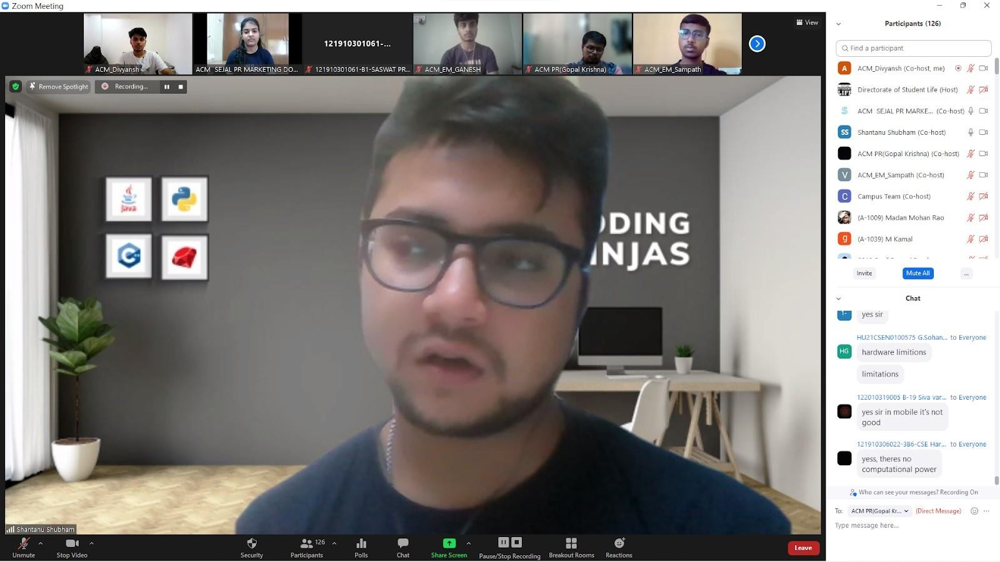 Zoom Meeting
View
121910301061-...
ACM_Divyansh
ACM SEJAL PR MARKETING DO...
121910301061-B1-SASWAT PR...
ACM_EM_GANESH
ACM PR(Gopal Krishna)
ACM_EM_Sampath
Remove Spotlight
Recording...
Java
C++
DDING
INJAS
Shantanu Shubham
Participants (126)
Find a participant
A
ACM_Divyansh (Co-host, me)
STUDENT
LIFE
Directorate of Student Life (Host)
S
ACM SEJAL PR MARKE... (Co-host)
SS
Shantanu Shubham (Co-host)
ACM PR(Gopal Krishna) (Co-host)
V
ACM_EM_Sampath (Co-host)
C
Campus Team (Co-host)
(A-1009) Madan Mohan Rao
g
(A-1039) M Kamal
Invite
Mute All
...
Chat
1-
yes sir
HU21CSEN0100575 G.Sohan... to Everyone
HG
hardware limitions
limitations
122010319005 B-19 Siva var... to Everyone
yes sir in mobile it's not
good
121910306022-3B6-CSE Har... to Everyone
yess, theres no
computational power
Who can see your messages? Recording On
To: ACM PR(Gopal Kr... (Direct Message)
Type message here...
Unmute
Stop Video
Security
126
Participants
Polls
Chat
Share Screen
Pause/Stop Recording
Breakout Rooms
Reactions
Leave